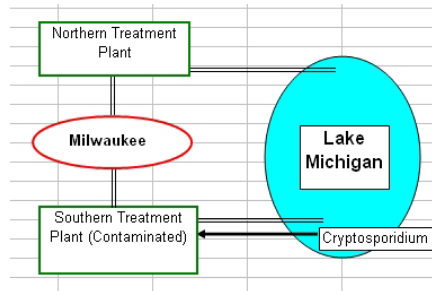 Northern Treatment
Plant
Milwaukee
Lake
Michigan
Southern Treatment
Plant (Contaminated)
Cryptosporidium